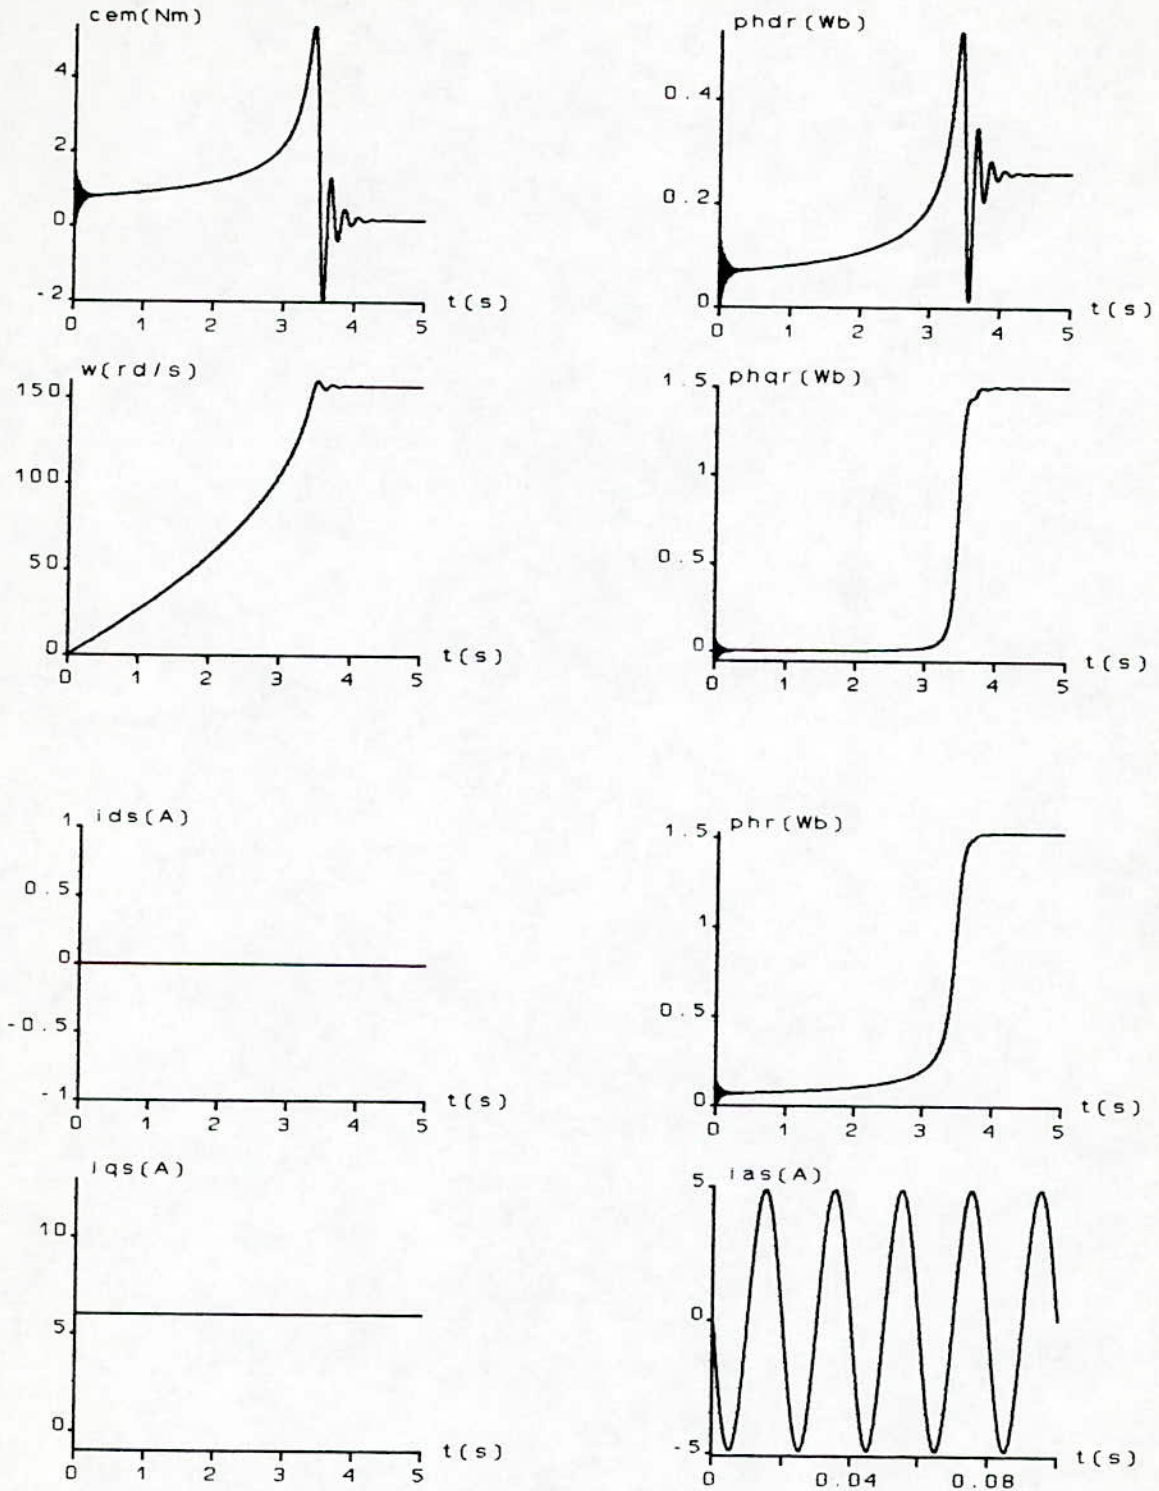 cem(Nm)
4
2
0
-2
0 1 2 3 4 5
t(s)
phdr(Wb)
0.4
0.2
0
0 1 2 3 4 5
t(s)
w(rd/s)
150
100
50
0
0 1 2 3 4 5
t(s)
phqr(Wb)
1.5
1
0.5
0
0 1 2 3 4 5
t(s)
ids(A)
1
0.5
0
-0.5
-1
0 1 2 3 4 5
t(s)
phr(Wb)
1.5
1
0.5
0
0 1 2 3 4 5
t(s)
iqs(A)
10
5
0
0 1 2 3 4 5
t(s)
ias(A)
5
0
-5
0 0.04 0.08
t(s)